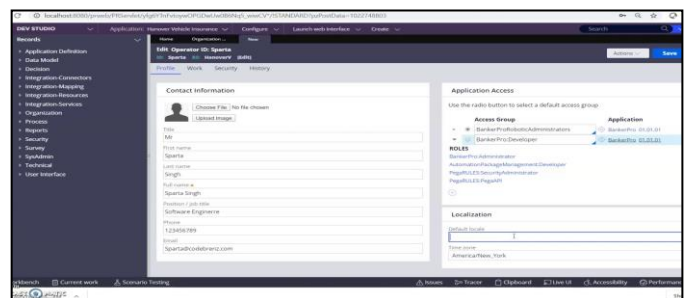 localhost:8080/prweb/PRServlet/
DEV STUDIO Application: Hanover Vehicle Insurance Configure Launch web interface Create Search
Records Home Organization ... New
Application Definition
Data Model
Decision
Integration-Connectors
Integration-Mapping
Integration-Resources
Integration-Services
Organization
Process
Reports
Security
Survey
SysAdmin
Technical
User Interface
Edit Operator ID: Sparta
ID: Sparta RS: HanoverV [Edit]
Actions Save
Profile Work Security History
Contact Information
Choose File No file chosen
Upload Image
Title
Mr
First name
Sparta
Last name
Singh
Full name
Sparta Singh
Position / job title
Software Enginerre
Phone
123456789
Email
Sparta@codebrenz.com
Application Access
Use the radio button to select a default access group
Access Group Application
BankerProRoboticAdministrators BankerPro 01.01.01
BankerPro:Developer BankerPro 01.01.01
ROLES
BankerPro:Administrator
AutomationPackageManagement:Developer
PegaRULES:SecurityAdministrator
PegaRULES:PegaAPI
Localization
Default locale
Time zone
America/New_York
Current work Scenario Testing Issues Tracer Clipboard Live UI Accessibility